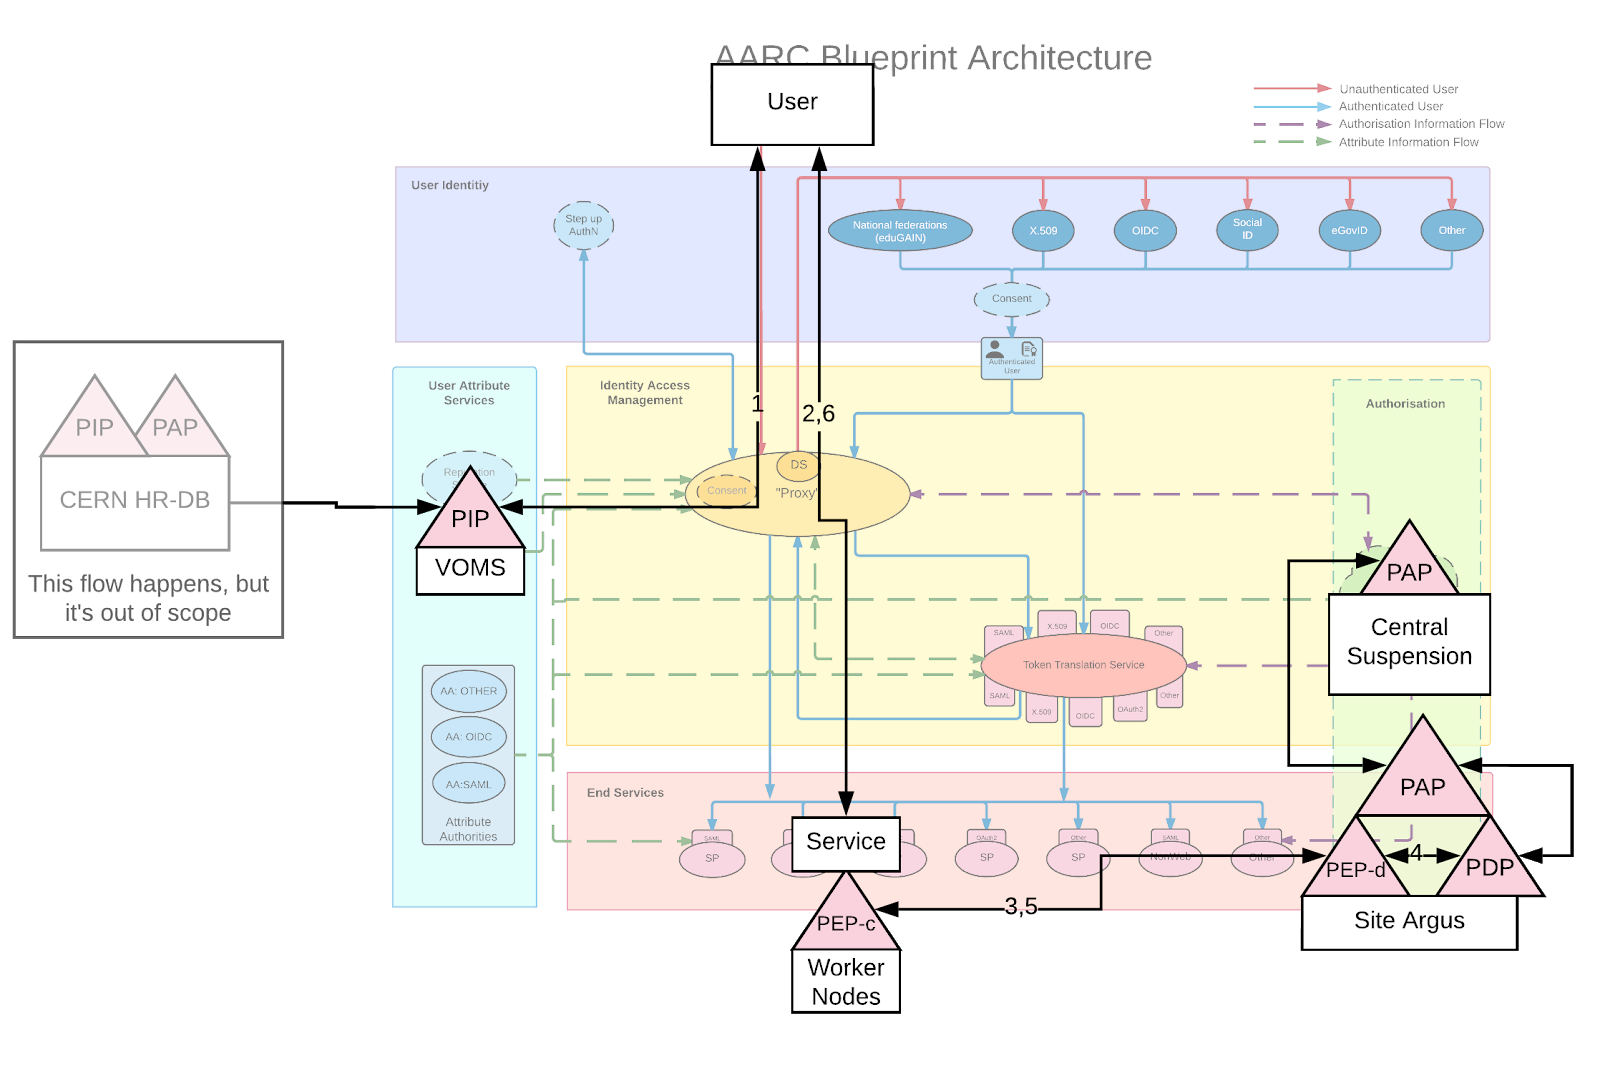 AARC Blueprint Architecture
User
Unauthenticated User
Authenticated User
Authorisation Information Flow
Attribute Information Flow
User Identitiy
Step up
AuthN
National federations
(eduGAIN)
X.509
OIDC
Social
ID
eGovID
Other
Consent
Authenticated
User
User Attribute
Services
Identity Access
Management
Authorisation
1
2,6
PIP
PAP
CERN HR-DB
This flow happens, but
it's out of scope
PIP
VOMS
DS
Consent
"Proxy"
PAP
Central
Suspension
SAML
X.509
OIDC
Other
Token Translation Service
SAML
X.509
OIDC
OAuth2
Other
AA: OTHER
AA: OIDC
AA:SAML
Attribute
Authorities
End Services
SAML
SP
Service
OAuth2
SP
Other
SP
SAML
NonWeb
Other
Other
PAP
PEP-d
4
PDP
Site Argus
3,5
PEP-c
Worker
Nodes